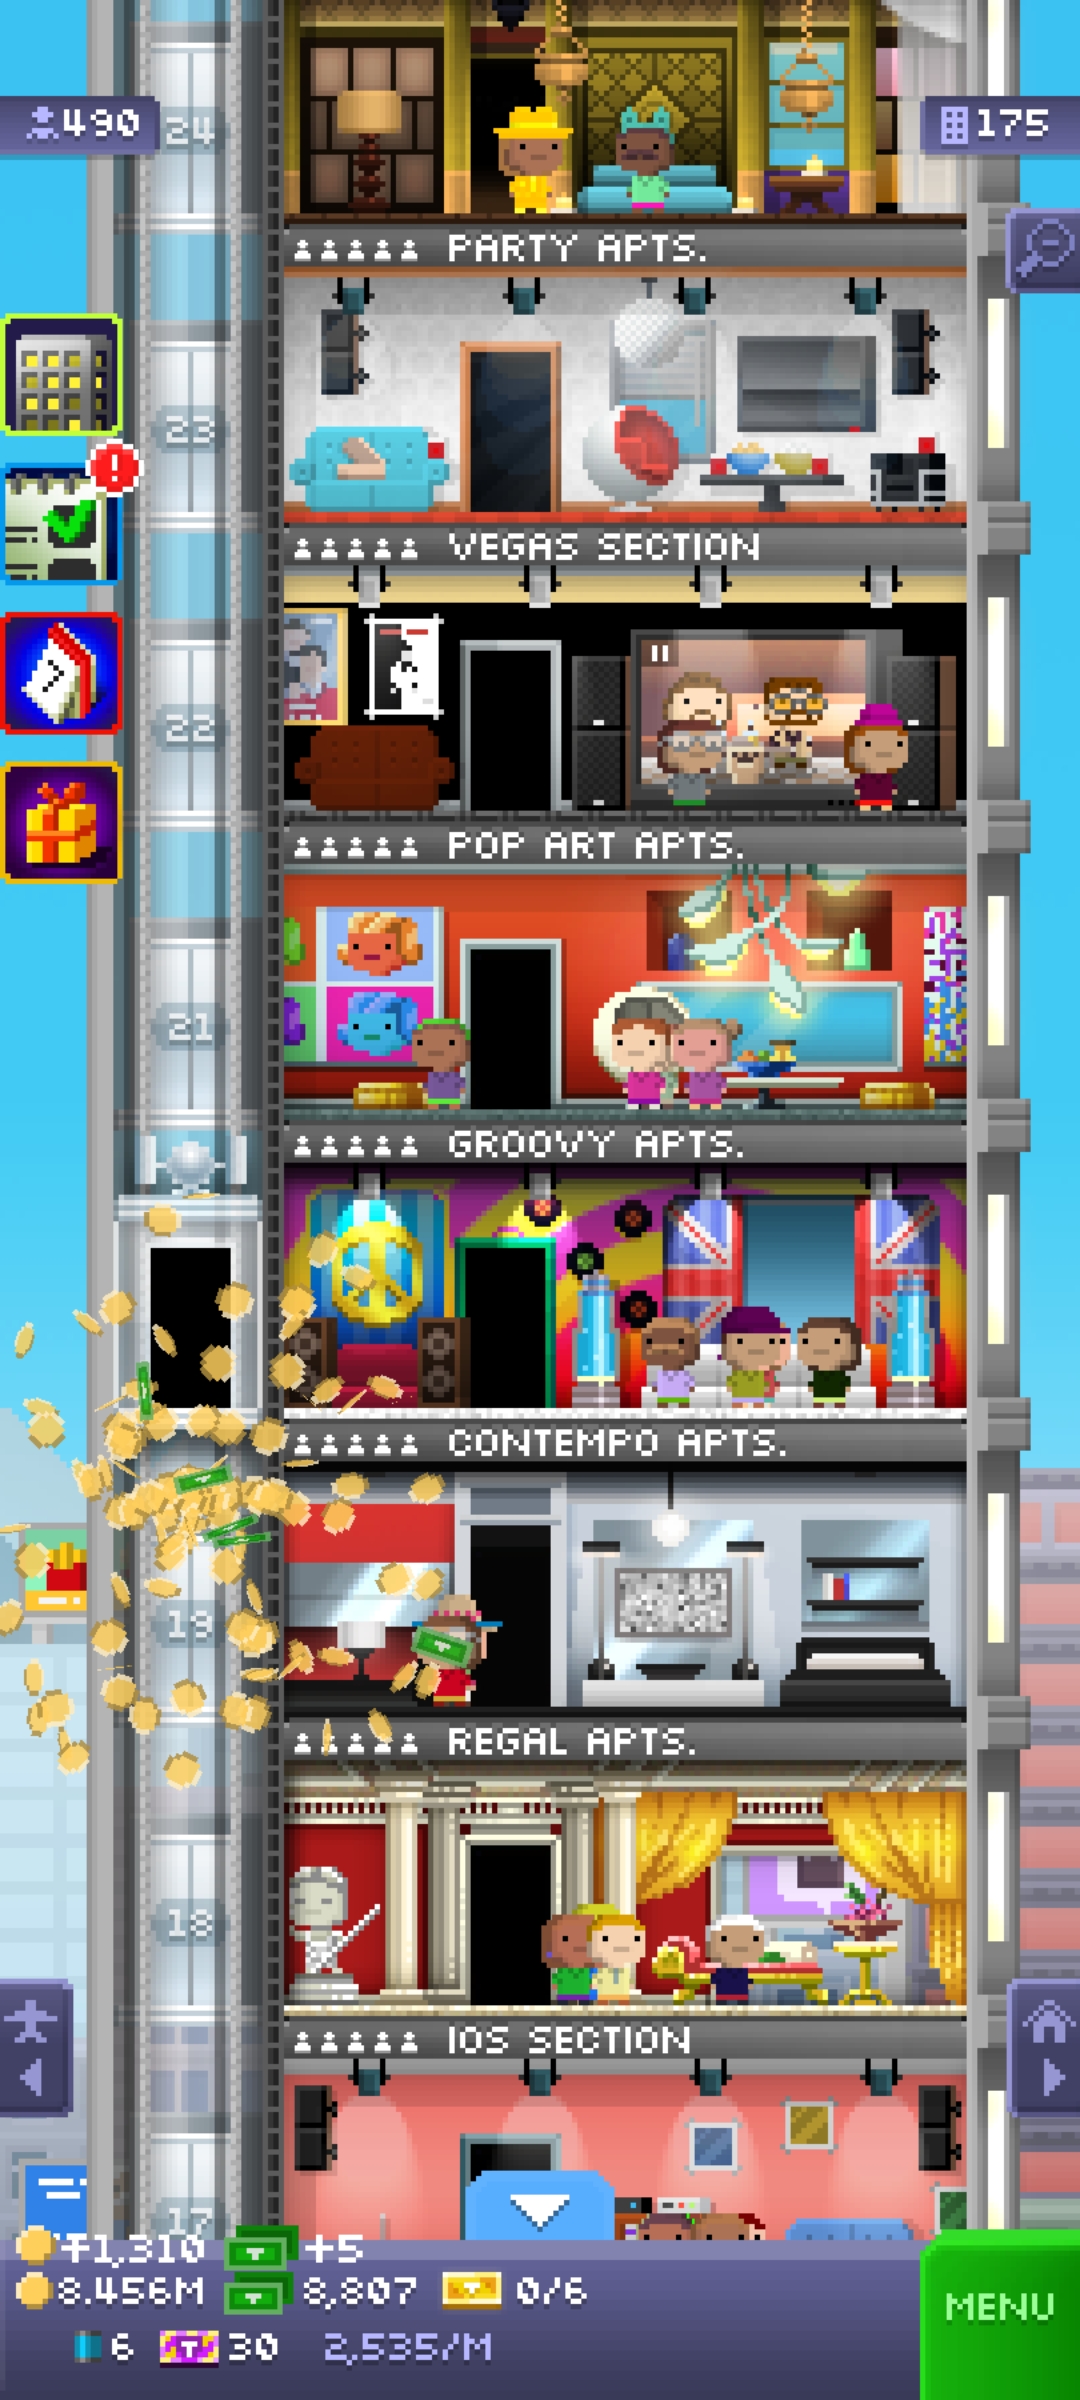 490
24
175
PARTY APTS.
23
VEGAS SECTION
22
POP ART APTS.
21
GROOVY APTS.
CONTEMPO APTS.
19
REGAL APTS.
18
IOS SECTION
17
+1,310 +5
8.456M 8,807 0/6
MENU
6 T 30 2,535/M